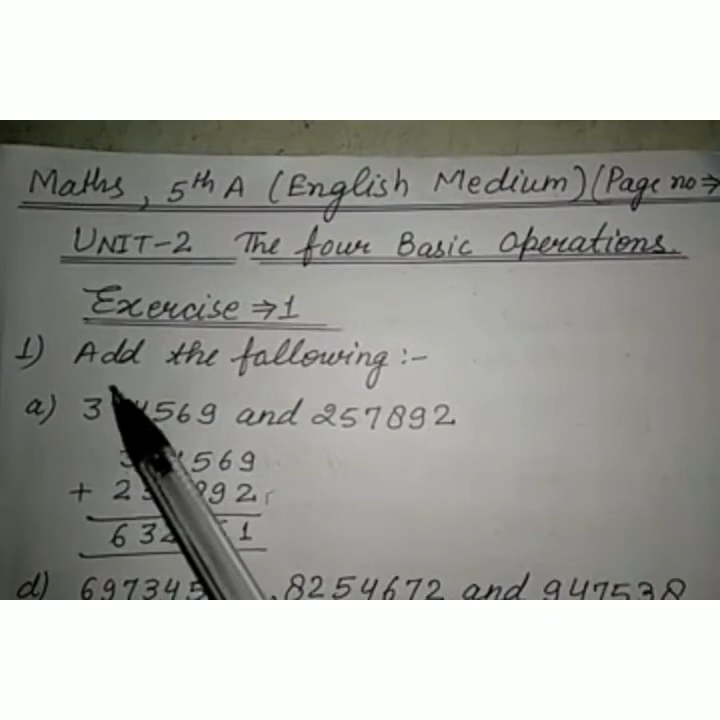 Maths, 5th A (English Medium) (Page no →
UNIT-2 The four Basic Operations.
Exercise ⇒ 1
1) Add the following :-
a) 3 4569 and 257892
569
+ 2 92
63 1
d) 697345 , 8254672 and 947538